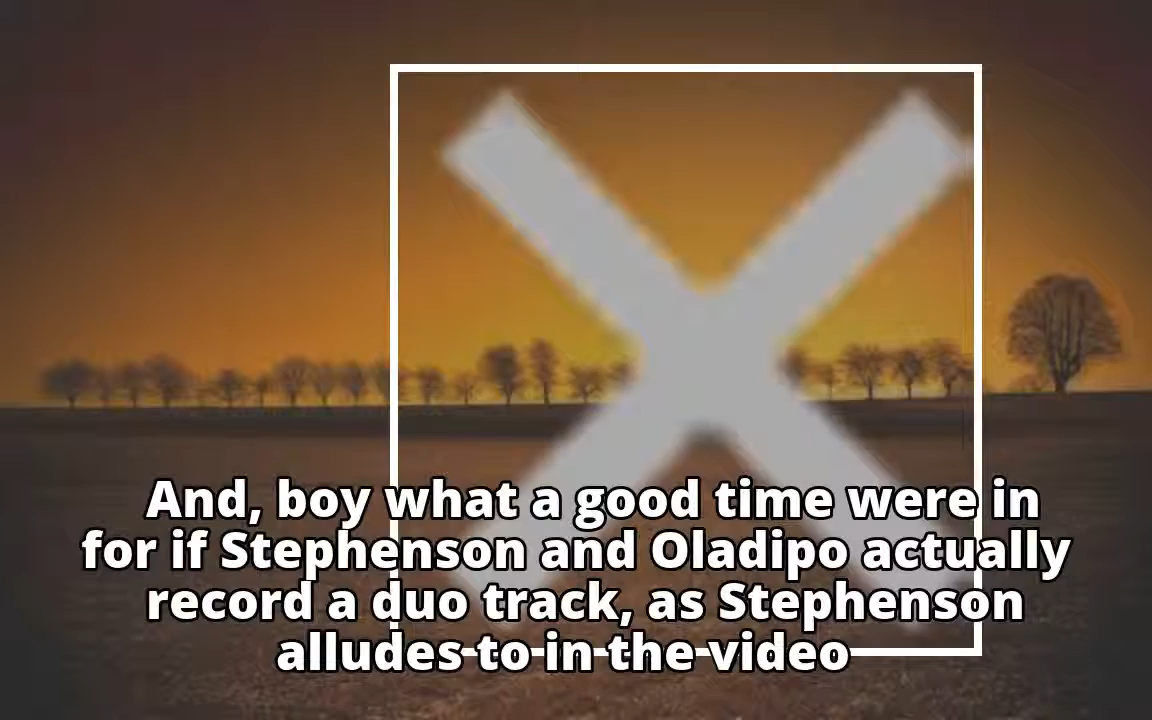 And, boy what a good time were in
for if Stephenson and Oladipo actually
record a duo track, as Stephenson
alludes to in the video